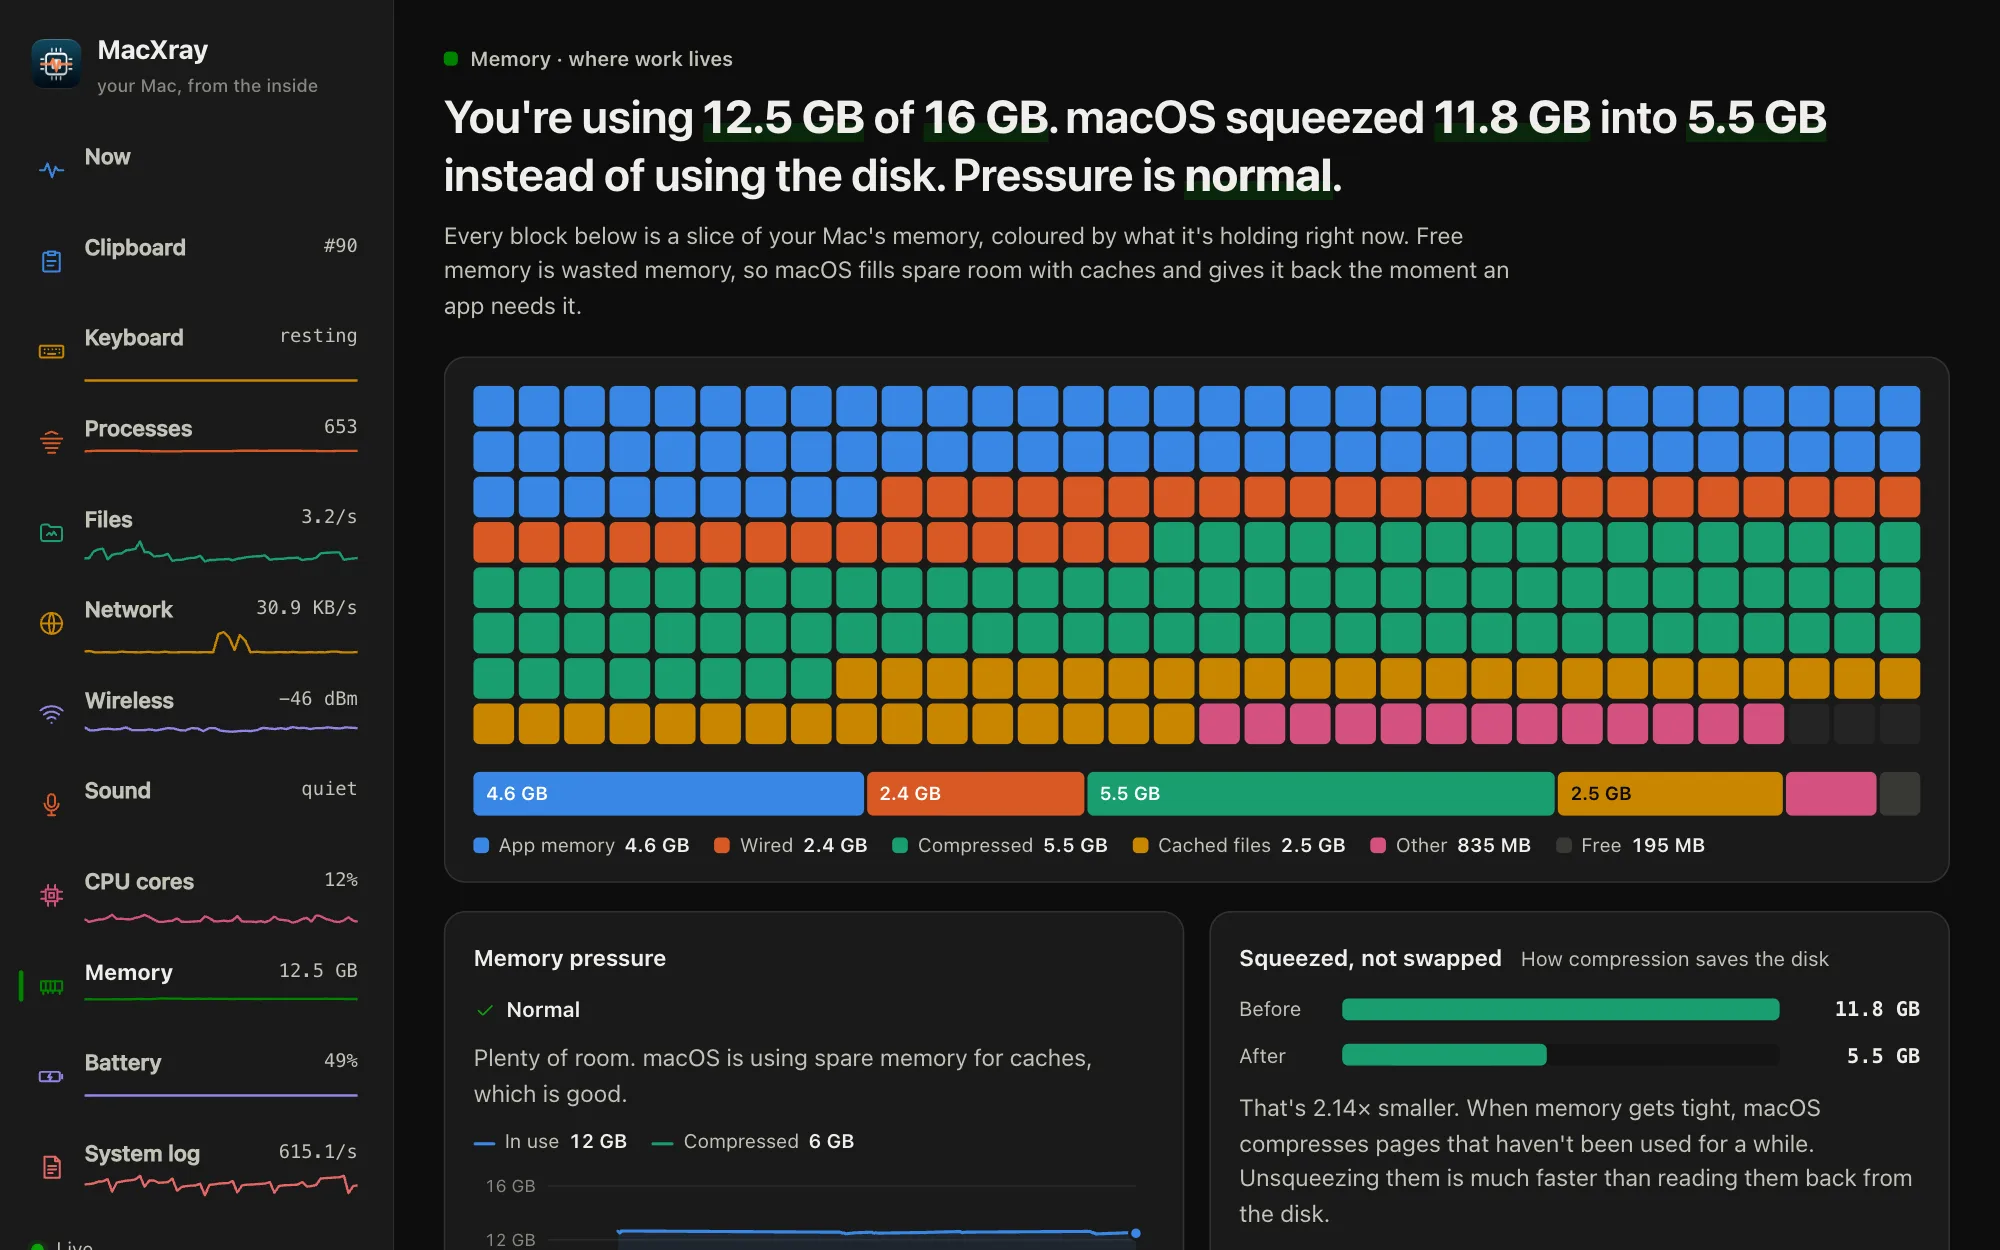 MacXray
your Mac, from the inside
Now
Clipboard #90
Keyboard resting
Processes 653
Files 3.2/s
Network 30.9 KB/s
Wireless −46 dBm
Sound quiet
CPU cores 12%
Memory 12.5 GB
Battery 49%
System log 615.1/s
Live
Memory · where work lives
You're using 12.5 GB of 16 GB. macOS squeezed 11.8 GB into 5.5 GB
instead of using the disk. Pressure is normal.
Every block below is a slice of your Mac's memory, coloured by what it's holding right now. Free
memory is wasted memory, so macOS fills spare room with caches and gives it back the moment an
app needs it.
4.6 GB 2.4 GB 5.5 GB 2.5 GB
App memory 4.6 GB Wired 2.4 GB Compressed 5.5 GB Cached files 2.5 GB Other 835 MB Free 195 MB
Memory pressure
Normal
Plenty of room. macOS is using spare memory for caches,
which is good.
In use 12 GB Compressed 6 GB
16 GB
12 GB
Squeezed, not swapped How compression saves the disk
Before 11.8 GB
After 5.5 GB
That's 2.14× smaller. When memory gets tight, macOS
compresses pages that haven't been used for a while.
Unsqueezing them is much faster than reading them back from
the disk.